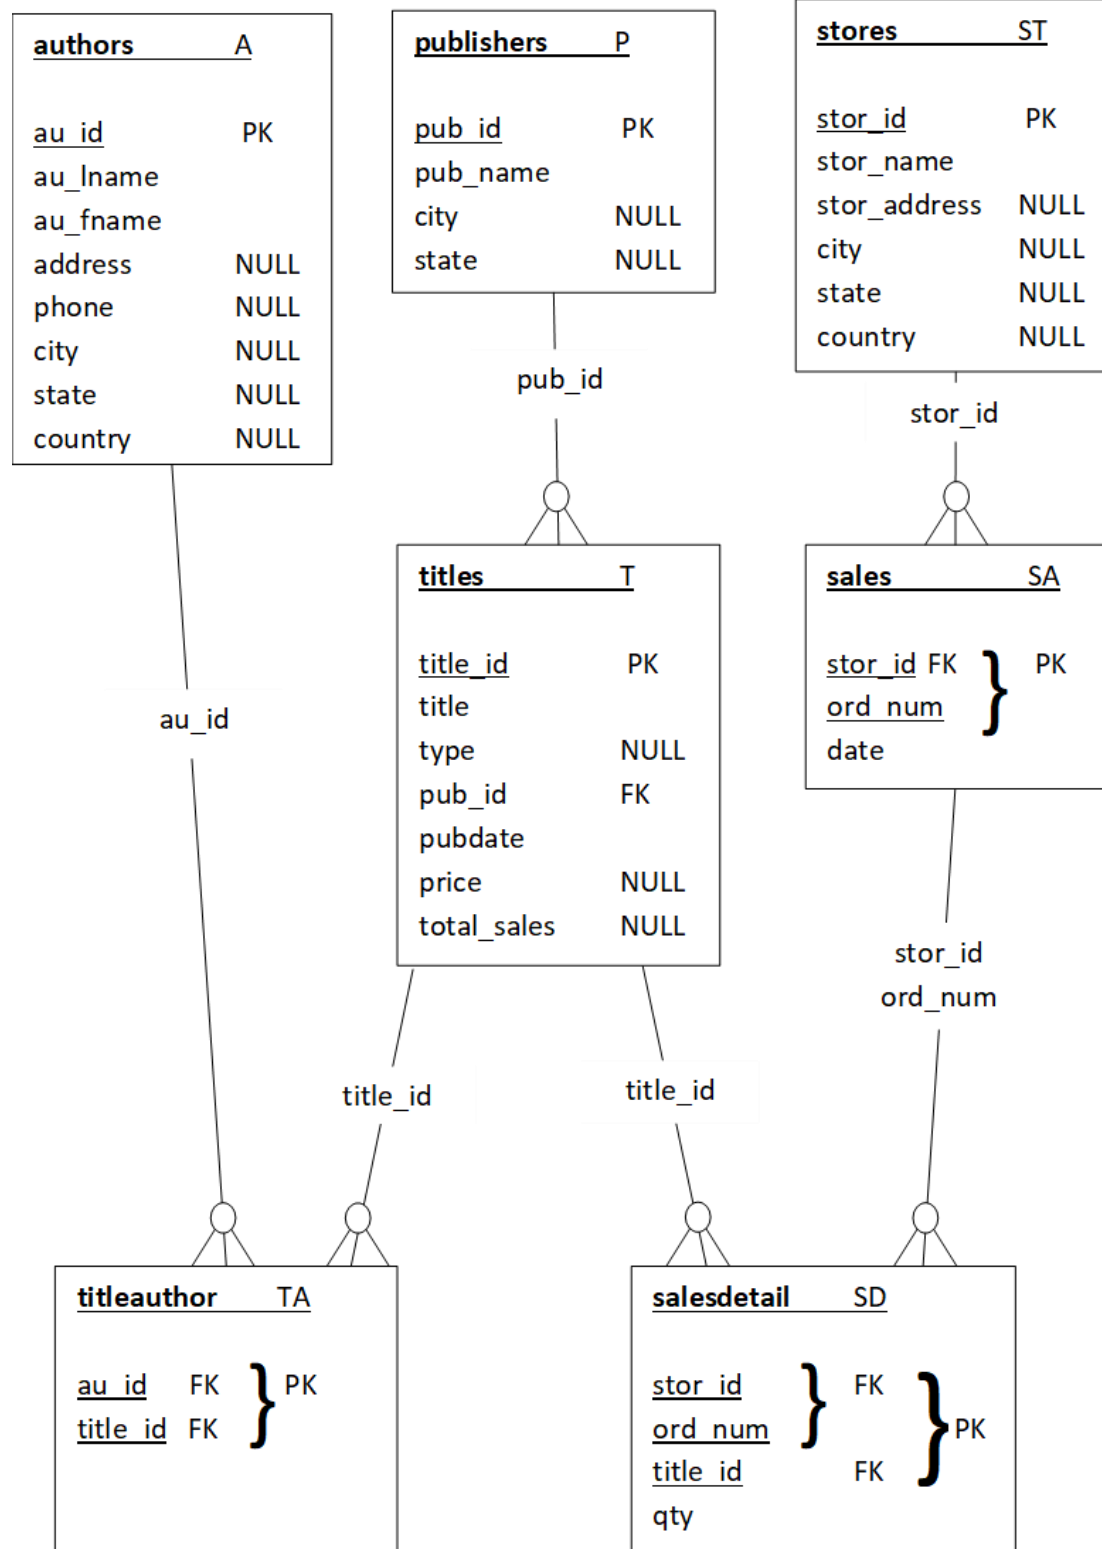 authors A
au_id PK
au_lname
au_fname
address NULL
phone NULL
city NULL
state NULL
country NULL
publishers P
pub_id PK
pub_name
city NULL
state NULL
stores ST
stor_id PK
stor_name
stor_address NULL
city NULL
state NULL
country NULL
pub_id
stor_id
au_id
titles T
title_id PK
title
type NULL
pub_id FK
pubdate
price NULL
total_sales NULL
sales SA
stor_id FK } PK
ord_num
date
title_id
title_id
stor_id
ord_num
titleauthor TA
au_id FK } PK
title_id FK
salesdetail SD
stor_id } FK
ord_num } PK
title_id FK
qty